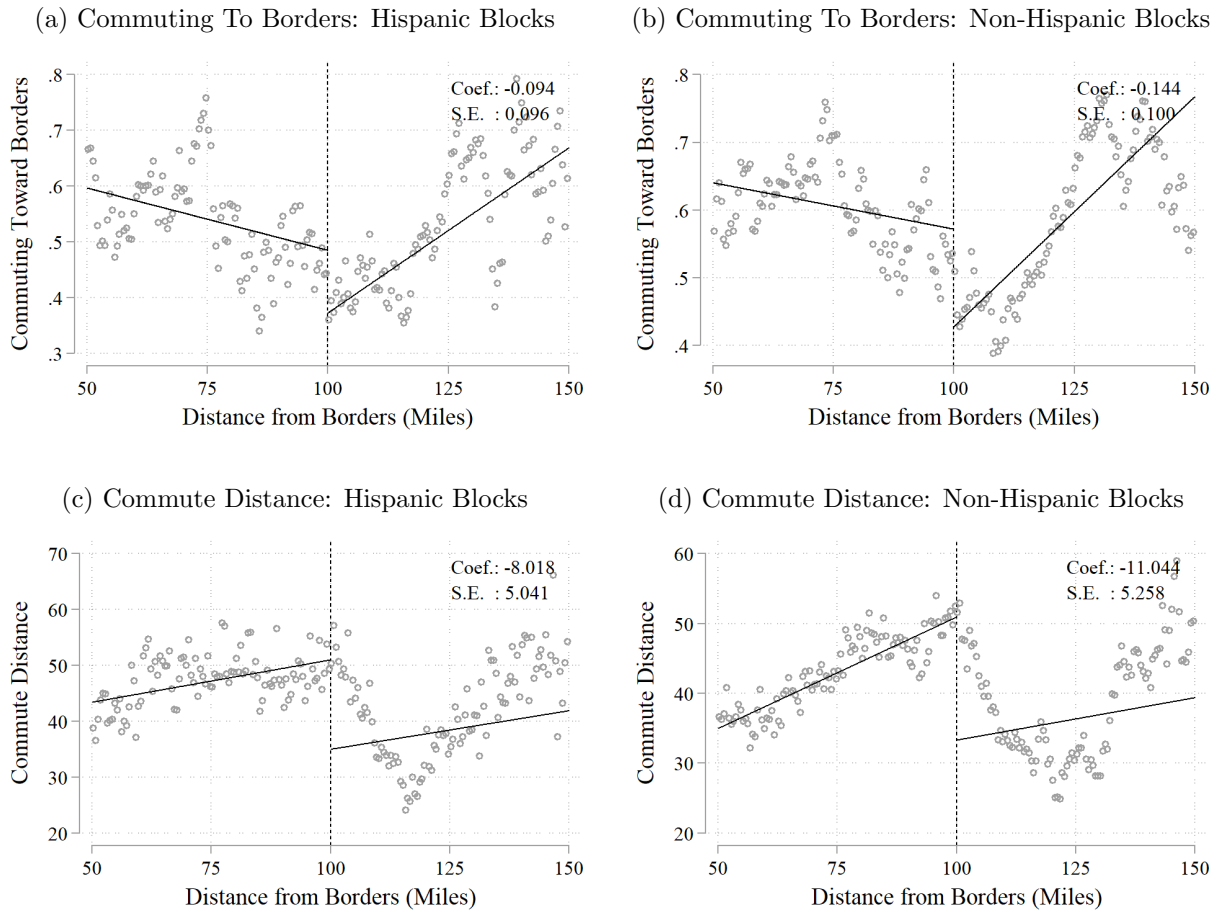 (a) Commuting To Borders: Hispanic Blocks
Commuting Toward Borders
.8
.7
.6
.5
.4
.3
Coef.: -0.094
S.E. : 0.096
50
75
100
125
150
Distance from Borders (Miles)
(b) Commuting To Borders: Non-Hispanic Blocks
Commuting Toward Borders
.8
.7
.6
.5
.4
Coef.: -0.144
S.E. : 0.100
50
75
100
125
150
Distance from Borders (Miles)
(c) Commute Distance: Hispanic Blocks
Commute Distance
70
60
50
40
30
20
Coef.: -8.018
S.E. : 5.041
50
75
100
125
150
Distance from Borders (Miles)
(d) Commute Distance: Non-Hispanic Blocks
Commute Distance
60
50
40
30
20
Coef.: -11.044
S.E. : 5.258
50
75
100
125
150
Distance from Borders (Miles)